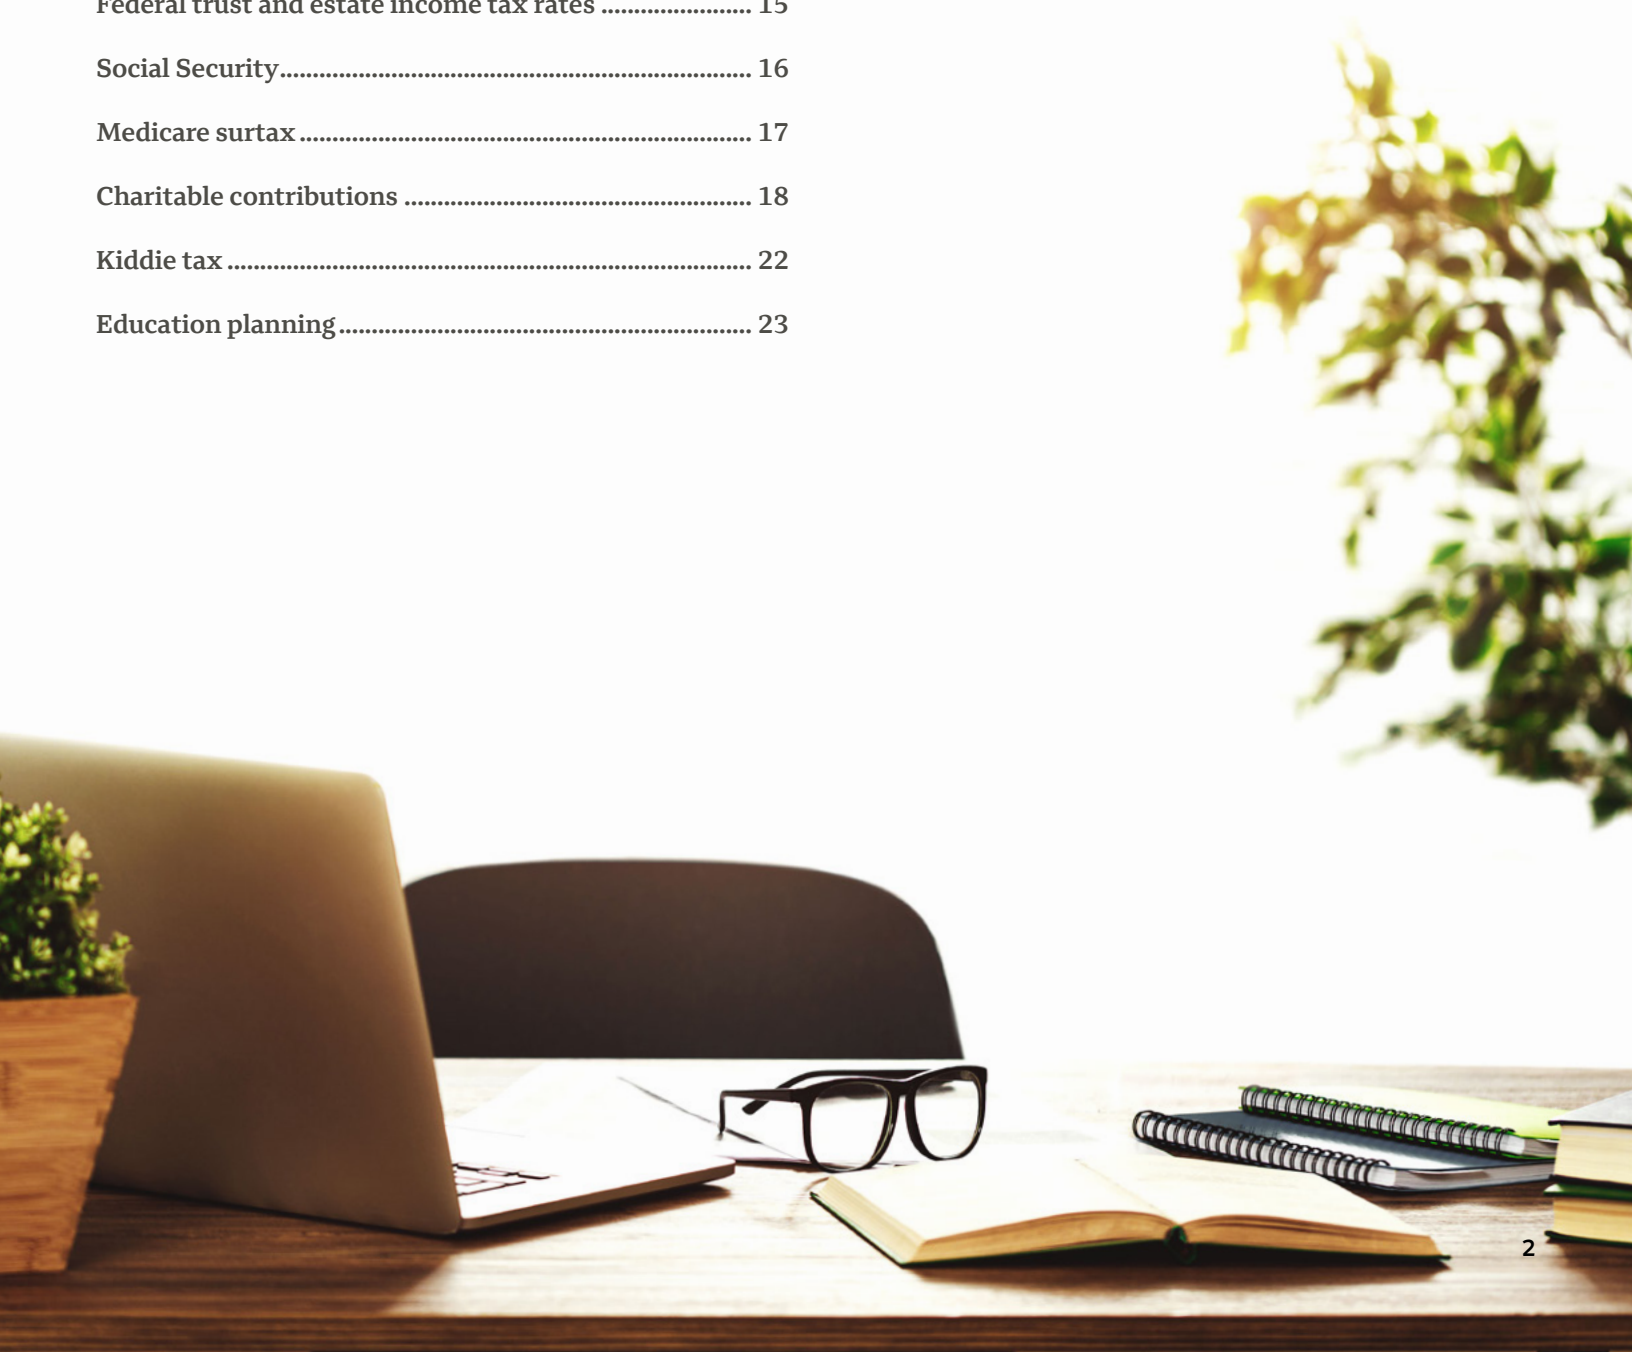 Federal trust and estate income tax rates ....................... 15
Social Security........................................................................ 16
Medicare surtax ..................................................................... 17
Charitable contributions ..................................................... 18
Kiddie tax ................................................................................ 22
Education planning............................................................... 23
2